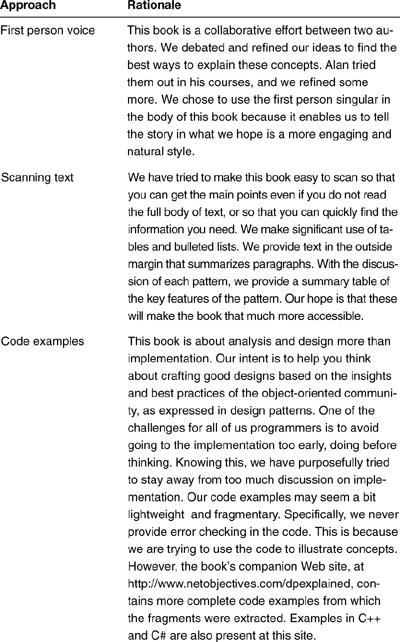 Approach Rationale
First person voice This book is a collaborative effort between two au-
thors. We debated and refined our ideas to find the
best ways to explain these concepts. Alan tried
them out in his courses, and we refined some
more. We chose to use the first person singular in
the body of this book because it enables us to tell
the story in what we hope is a more engaging and
natural style.
Scanning text We have tried to make this book easy to scan so that
you can get the main points even if you do not read
the full body of text, or so that you can quickly find the
information you need. We make significant use of ta-
bles and bulleted lists. We provide text in the outside
margin that summarizes paragraphs. With the discus-
sion of each pattern, we provide a summary table of
the key features of the pattern. Our hope is that these
will make the book that much more accessible.
Code examples This book is about analysis and design more than
implementation. Our intent is to help you think
about crafting good designs based on the insights
and best practices of the object-oriented communi-
ty, as expressed in design patterns. One of the
challenges for all of us programmers is to avoid
going to the implementation too early, doing before
thinking. Knowing this, we have purposefully tried
to stay away from too much discussion on imple-
mentation. Our code examples may seem a bit
lightweight and fragmentary. Specifically, we never
provide error checking in the code. This is because
we are trying to use the code to illustrate concepts.
However, the book's companion Web site, at
http://www.netobjectives.com/dpexplained, con-
tains more complete code examples from which
the fragments were extracted. Examples in C++
and C# are also present at this site.